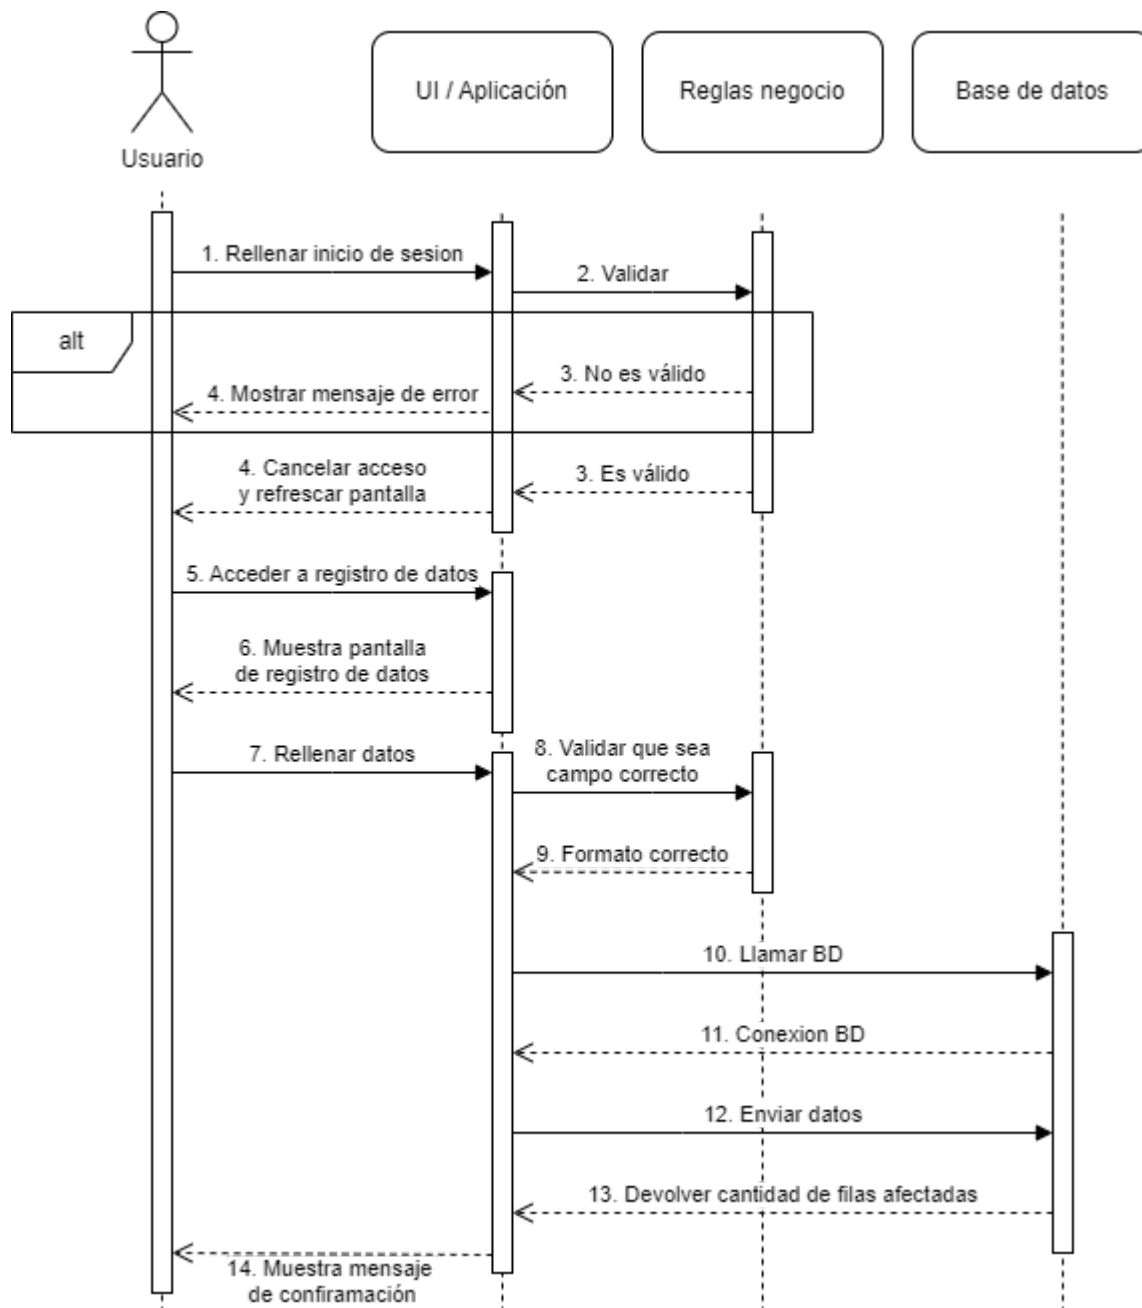 Usuario
UI / Aplicación
Reglas negocio
Base de datos
1. Rellenar inicio de sesion
2. Validar
alt
3. No es válido
4. Mostrar mensaje de error
4. Cancelar acceso
y refrescar pantalla
3. Es válido
5. Acceder a registro de datos
6. Muestra pantalla
de registro de datos
7. Rellenar datos
8. Validar que sea
campo correcto
9. Formato correcto
10. Llamar BD
11. Conexion BD
12. Enviar datos
13. Devolver cantidad de filas afectadas
14. Muestra mensaje
de confiramación